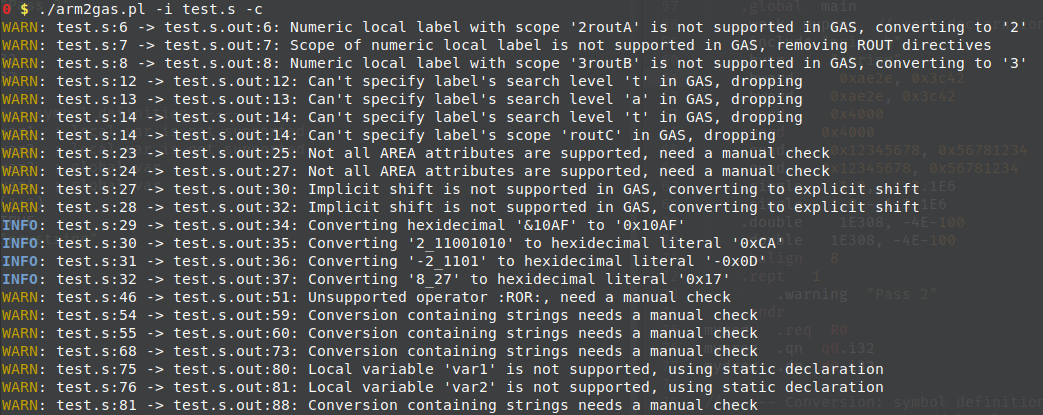 0 $ ./arm2gas.pl -i test.s -c
WARN: test.s:6 -> test.s.out:6: Numeric local label with scope '2routA' is not supported in GAS, converting to '2'
WARN: test.s:7 -> test.s.out:7: Scope of numeric local label is not supported in GAS, removing ROUT directives
WARN: test.s:8 -> test.s.out:8: Numeric local label with scope '3routB' is not supported in GAS, converting to '3'
WARN: test.s:12 -> test.s.out:12: Can't specify label's search level 't' in GAS, dropping
WARN: test.s:13 -> test.s.out:13: Can't specify label's search level 'a' in GAS, dropping
WARN: test.s:14 -> test.s.out:14: Can't specify label's search level 't' in GAS, dropping
WARN: test.s:14 -> test.s.out:14: Can't specify label's scope 'routC' in GAS, dropping
WARN: test.s:23 -> test.s.out:25: Not all AREA attributes are supported, need a manual check
WARN: test.s:24 -> test.s.out:27: Not all AREA attributes are supported, need a manual check
WARN: test.s:27 -> test.s.out:30: Implicit shift is not supported in GAS, converting to explicit shift
WARN: test.s:28 -> test.s.out:32: Implicit shift is not supported in GAS, converting to explicit shift
INFO: test.s:29 -> test.s.out:34: Converting hexidecimal '&10AF' to '0x10AF'
INFO: test.s:30 -> test.s.out:35: Converting '2_11001010' to hexidecimal literal '0xCA'
INFO: test.s:31 -> test.s.out:36: Converting '-2_1101' to hexidecimal literal '-0x0D'
INFO: test.s:32 -> test.s.out:37: Converting '8_27' to hexidecimal literal '0x17'
WARN: test.s:46 -> test.s.out:51: Unsupported operator :ROR:, need a manual check
WARN: test.s:54 -> test.s.out:59: Conversion containing strings needs a manual check
WARN: test.s:55 -> test.s.out:60: Conversion containing strings needs a manual check
WARN: test.s:68 -> test.s.out:73: Conversion containing strings needs a manual check
WARN: test.s:75 -> test.s.out:80: Local variable 'var1' is not supported, using static declaration
WARN: test.s:76 -> test.s.out:81: Local variable 'var2' is not supported, using static declaration
WARN: test.s:81 -> test.s.out:88: Conversion containing strings needs a manual check